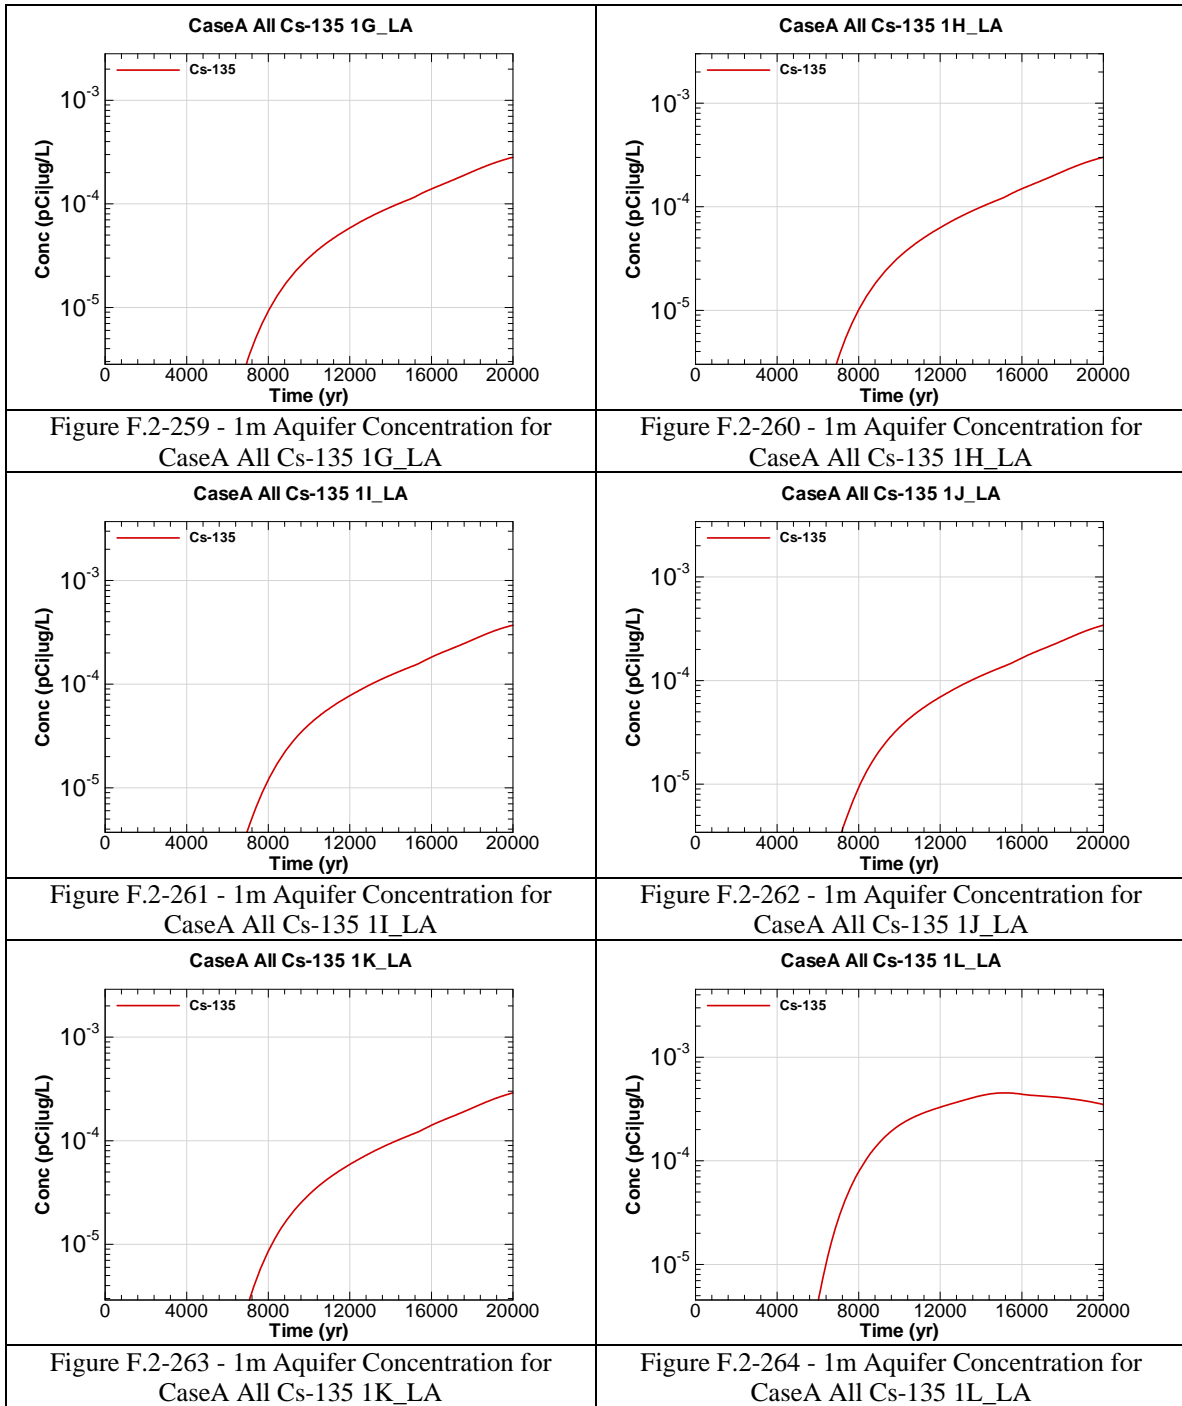 CaseA All Cs-135 1G_LA
Cs-135
10-3
10-4
10-5
Conc (pCi|ug/L)
0 4000 8000 12000 16000 20000
Time (yr)
Figure F.2-259 - 1m Aquifer Concentration for
CaseA All Cs-135 1G_LA
CaseA All Cs-135 1H_LA
Cs-135
10-3
10-4
10-5
Conc (pCi|ug/L)
0 4000 8000 12000 16000 20000
Time (yr)
Figure F.2-260 - 1m Aquifer Concentration for
CaseA All Cs-135 1H_LA
CaseA All Cs-135 1I_LA
Cs-135
10-3
10-4
10-5
Conc (pCi|ug/L)
0 4000 8000 12000 16000 20000
Time (yr)
Figure F.2-261 - 1m Aquifer Concentration for
CaseA All Cs-135 1I_LA
CaseA All Cs-135 1J_LA
Cs-135
10-3
10-4
10-5
Conc (pCi|ug/L)
0 4000 8000 12000 16000 20000
Time (yr)
Figure F.2-262 - 1m Aquifer Concentration for
CaseA All Cs-135 1J_LA
CaseA All Cs-135 1K_LA
Cs-135
10-3
10-4
10-5
Conc (pCi|ug/L)
0 4000 8000 12000 16000 20000
Time (yr)
Figure F.2-263 - 1m Aquifer Concentration for
CaseA All Cs-135 1K_LA
CaseA All Cs-135 1L_LA
Cs-135
10-3
10-4
10-5
Conc (pCi|ug/L)
0 4000 8000 12000 16000 20000
Time (yr)
Figure F.2-264 - 1m Aquifer Concentration for
CaseA All Cs-135 1L_LA